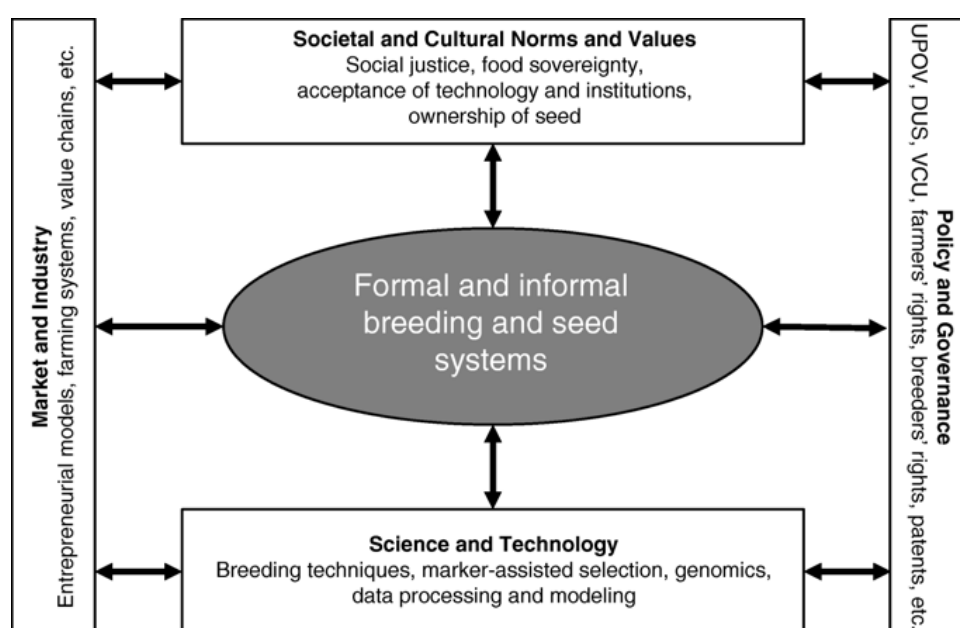 Societal and Cultural Norms and Values
Social justice, food sovereignty,
acceptance of technology and institutions,
ownership of seed
Market and Industry
Entrepreneurial models, farming systems, value chains, etc.
Formal and informal
breeding and seed
systems
Policy and Governance
UPOV, DUS, VCU, farmers' rights, breeders' rights, patents, etc.
Science and Technology
Breeding techniques, marker-assisted selection, genomics,
data processing and modeling